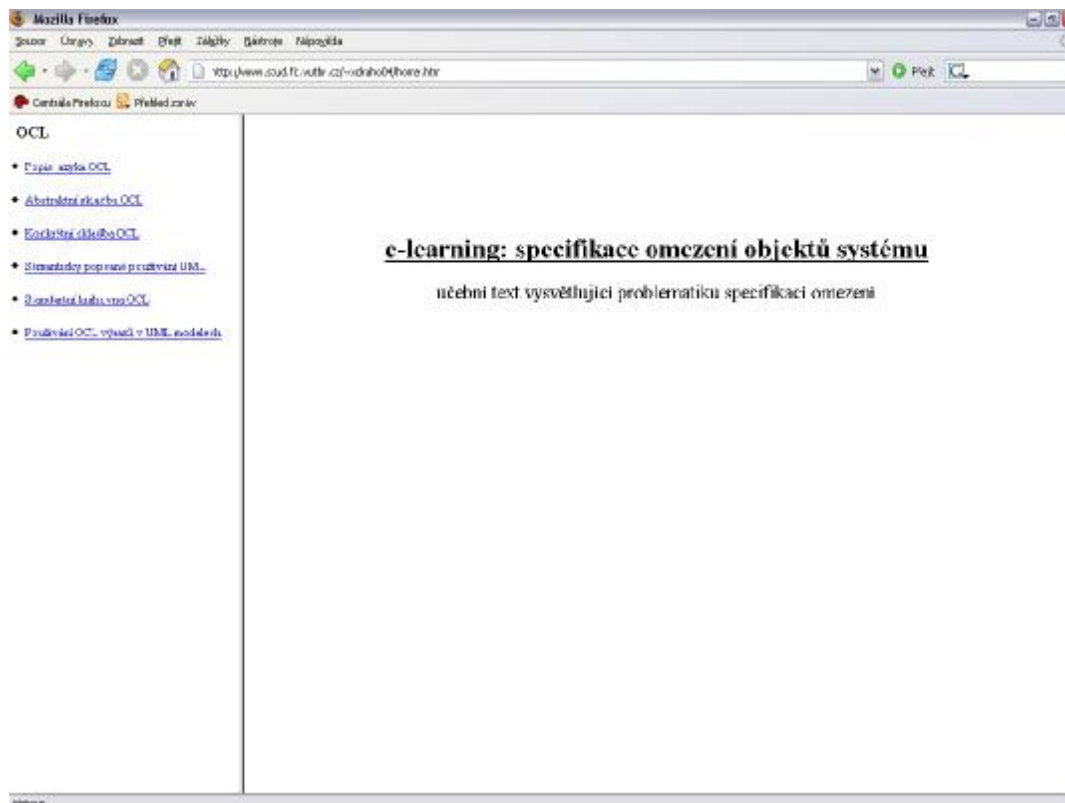 Mozilla Firefox
Soubor Úpravy Zobrazit Přejít Záložky Nástroje Nápověda
Přejít
Centrála Firefoxu Přehled zpráv
OCL
Popis jazyka OCL
Abstraktní skladba OCL
Konkrétní skladba OCL
Sémanticky popsané používání UML
OCL
Používání OCL výrazů v UML modelech
e-learning: specifikace omezení objektů systému
učební text vysvětlující problematiku specifikací omezení